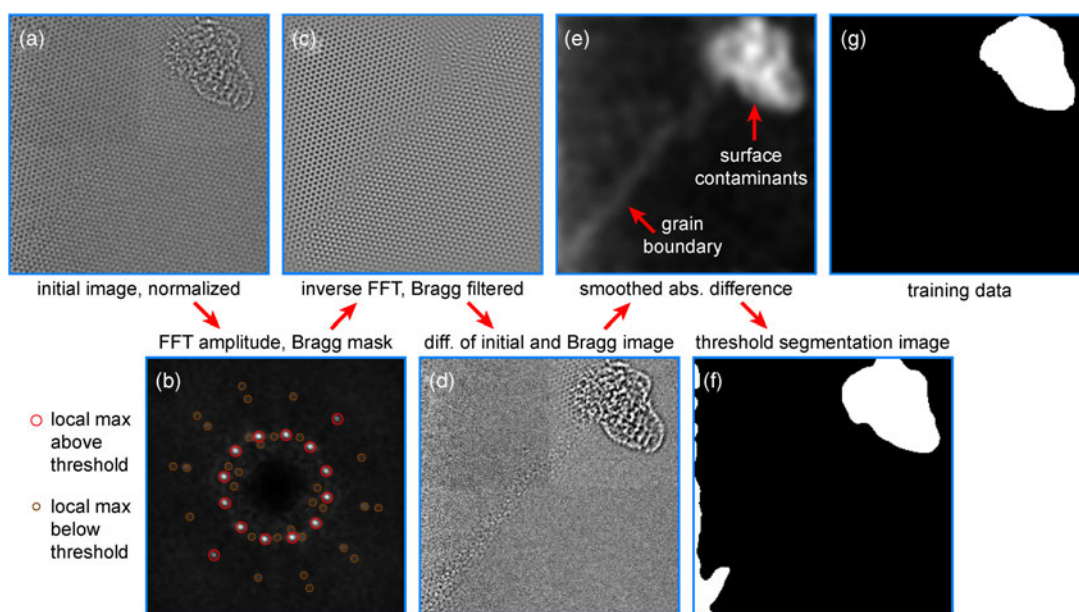 (a)
(c)
(e)
(g)
surface
contaminants
grain
boundary
initial image, normalized
inverse FFT, Bragg filtered
smoothed abs. difference
training data
FFT amplitude, Bragg mask
diff. of initial and Bragg image
threshold segmentation image
(b)
(d)
(f)
local max
above
threshold
local max
below
threshold